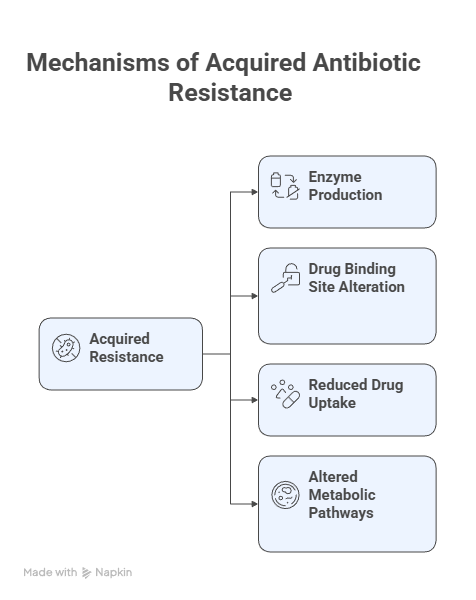 Mechanisms of Acquired Antibiotic
Resistance
Enzyme
Production
Drug Binding
Site Alteration
Acquired
Resistance
Reduced Drug
Uptake
Altered
Metabolic
Pathways
Made with Napkin